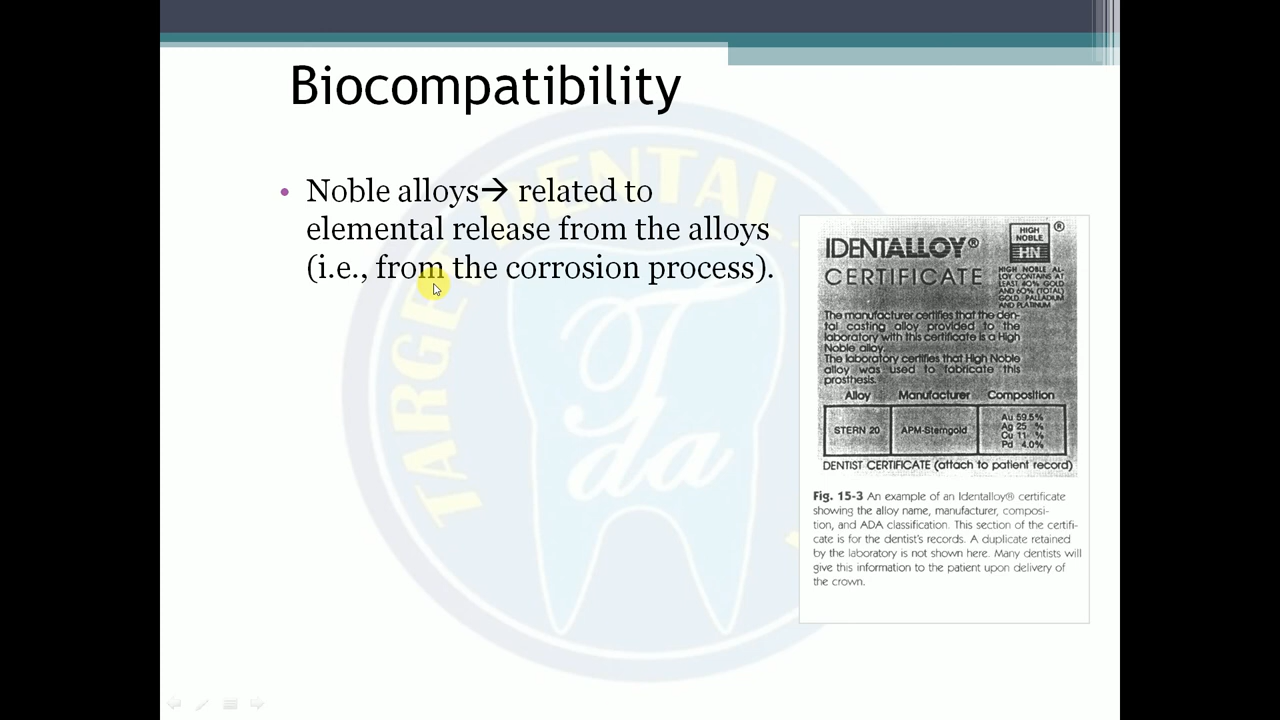 Biocompatibility
• Noble alloys→ related to
elemental release from the alloys
(i.e., from the corrosion process).
TARGET DENTAL
T
da
IDENTALLOY®
CERTIFICATE
HIGH
NOBLE
HN
®
HIGH NOBLE AL-
LOY CONTAINS AT
LEAST 40% GOLD
AND 60% (TOTAL)
GOLD, PALLADIUM
AND PLATINUM
The manufacturer certifies that the den-
tal casting alloy provided to the
laboratory with this certificate is a High
Noble alloy.
The laboratory certifies that High Noble
alloy was used to fabricate this
prosthesis.
Alloy Manufacturer Composition
STERN 20 APM-Sterngold
Au 59.5%
Ag 25 %
Cu 11 %
Pd 4.0%
DENTIST CERTIFICATE (attach to patient record)
Fig. 15-3 An example of an Identalloy® certificate
showing the alloy name, manufacturer, composi-
tion, and ADA classification. This section of the certifi-
cate is for the dentist's records. A duplicate retained
by the laboratory is not shown here. Many dentists will
give this information to the patient upon delivery of
the crown.